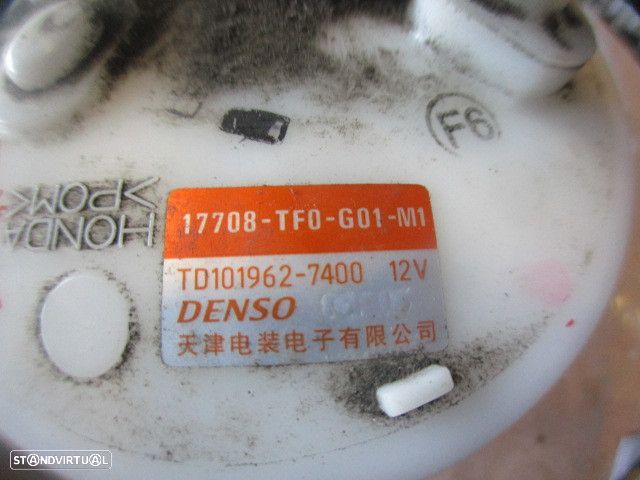 F6
>POM<
HONDA
17708-TF0-G01-M1
TD101962-7400 12V
DENSO
天津电装电子有限公司
STANDVIRTUAL